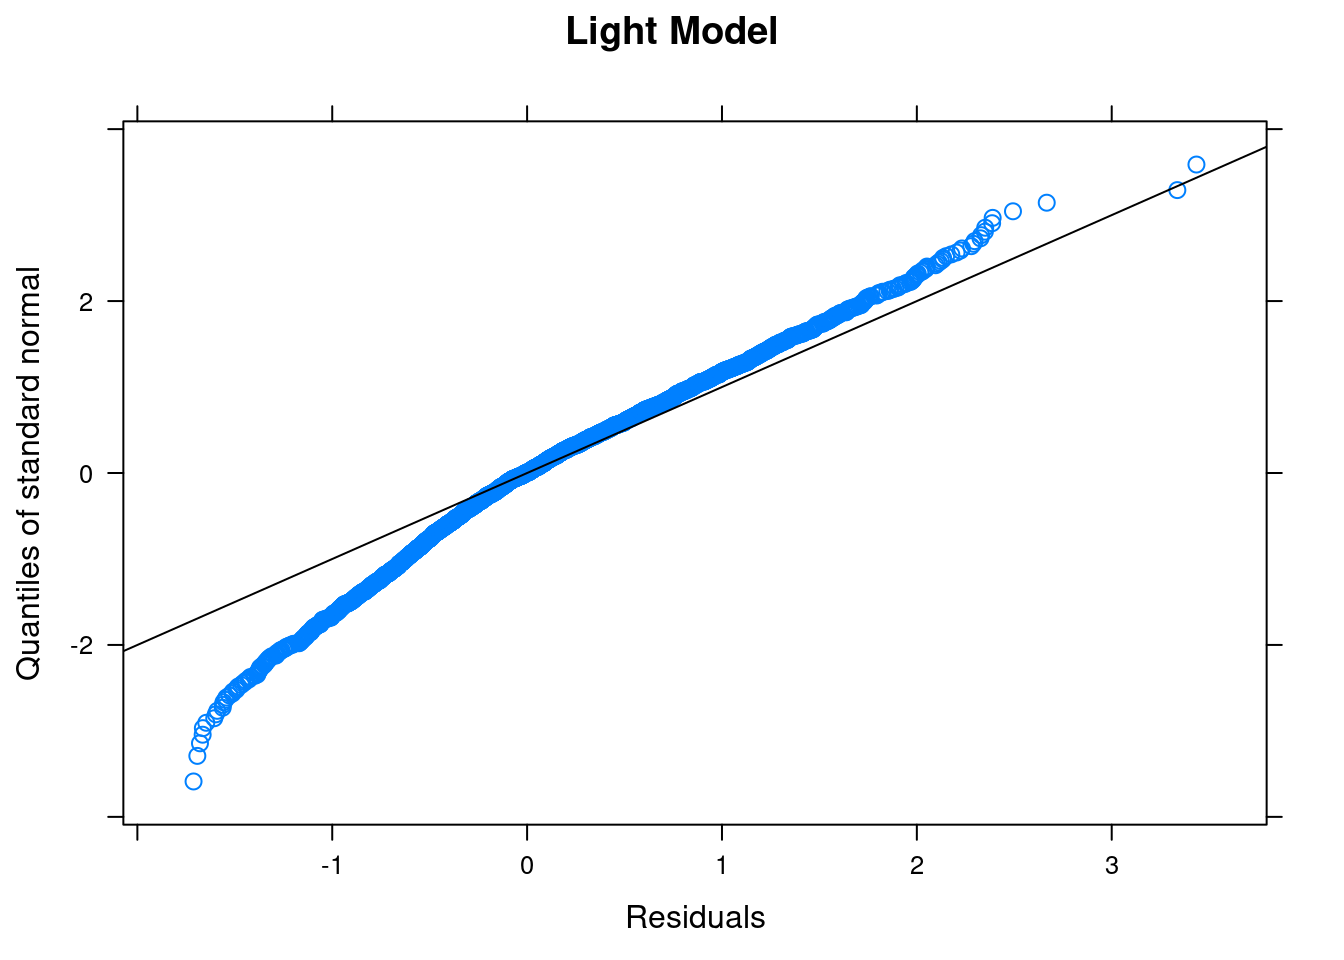 Light Model
Quantiles of standard normal
2
0
-2
-1 0 1 2 3
Residuals